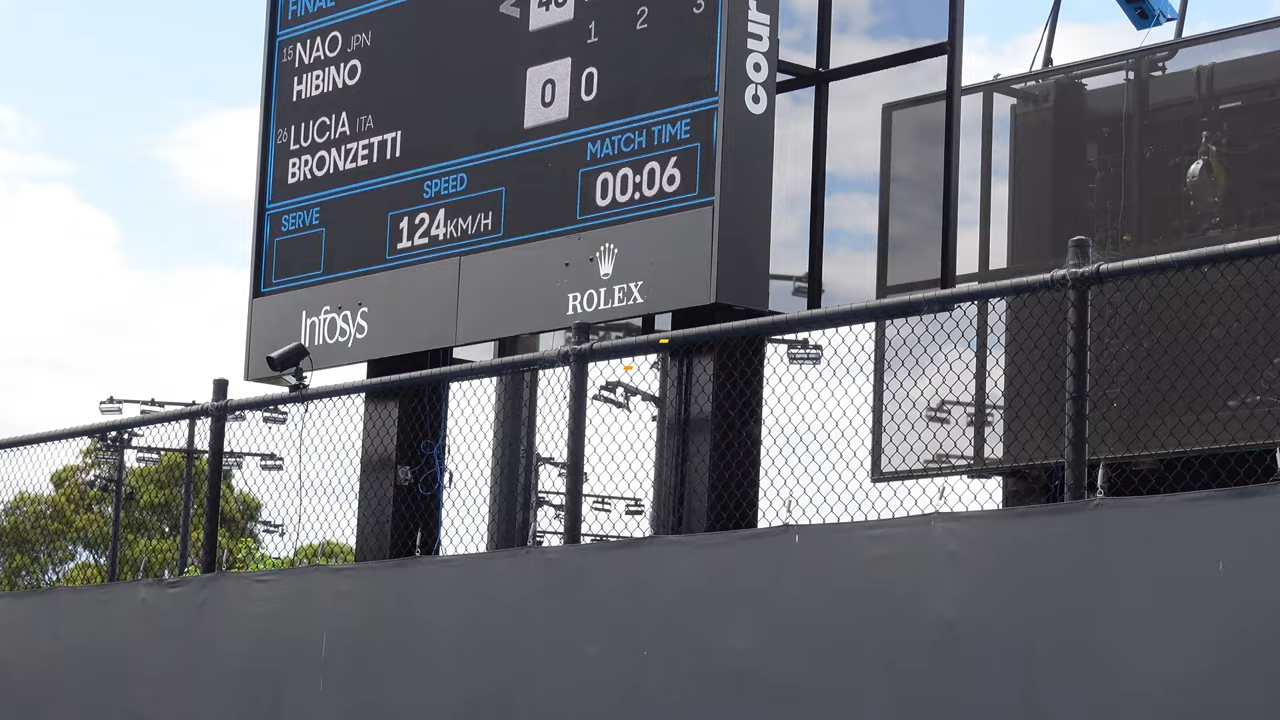 FINAL
<
1 2 3
15 NAO JPN
HIBINO
26 LUCIA ITA
BRONZETTI
0 0
SERVE
SPEED
124KM/H
MATCH TIME
00:06
Infosys
ROLEX
cour